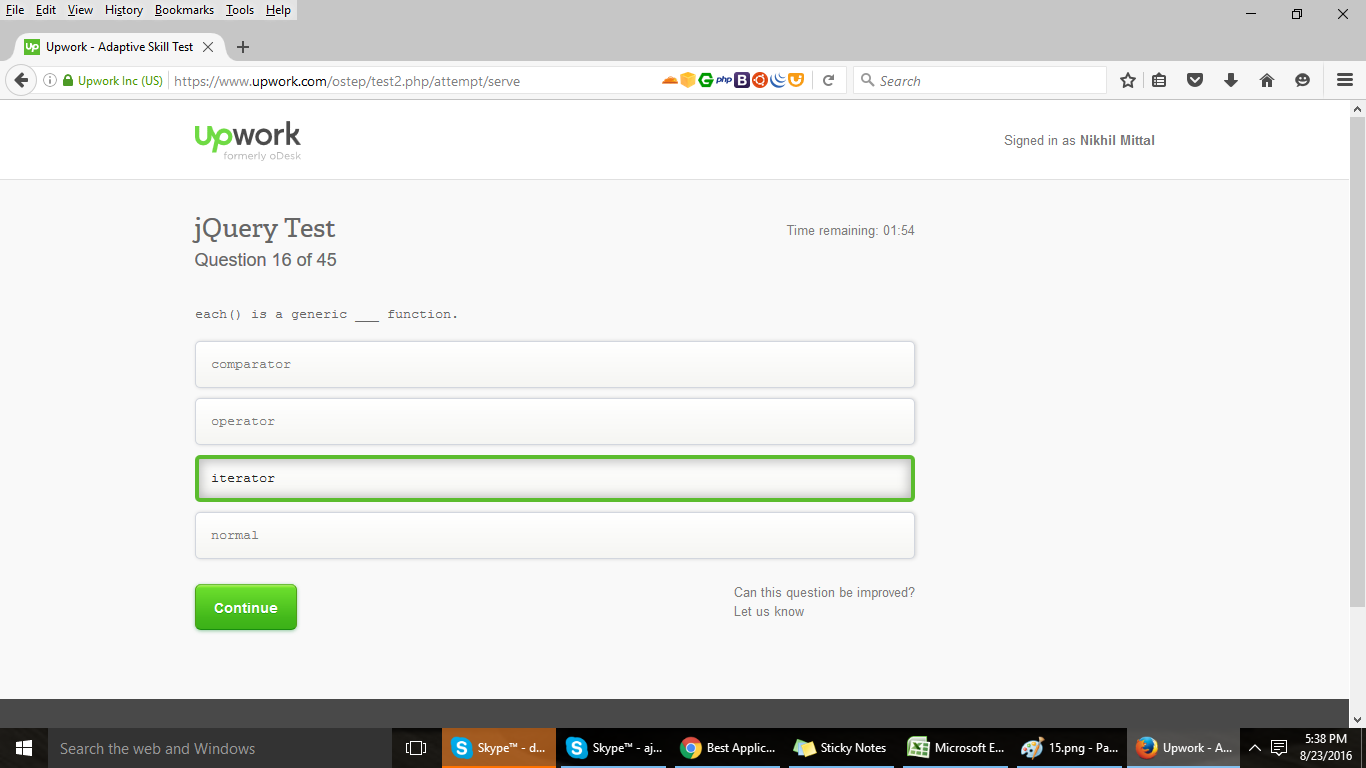 File Edit View History Bookmarks Tools Help
Up Upwork - Adaptive Skill Test
Upwork Inc (US) https://www.upwork.com/ostep/test2.php/attempt/serve php B Search
upwork
formerly oDesk
Signed in as Nikhil Mittal
jQuery Test
Time remaining: 01:54
Question 16 of 45
each() is a generic ___ function.
comparator
operator
iterator
normal
Continue
Can this question be improved?
Let us know
Search the web and Windows
Skype™ - d...
Skype™ - aj...
Best Applic...
Sticky Notes
Microsoft E...
15.png - Pa...
Upwork - A...
5:38 PM
8/23/2016